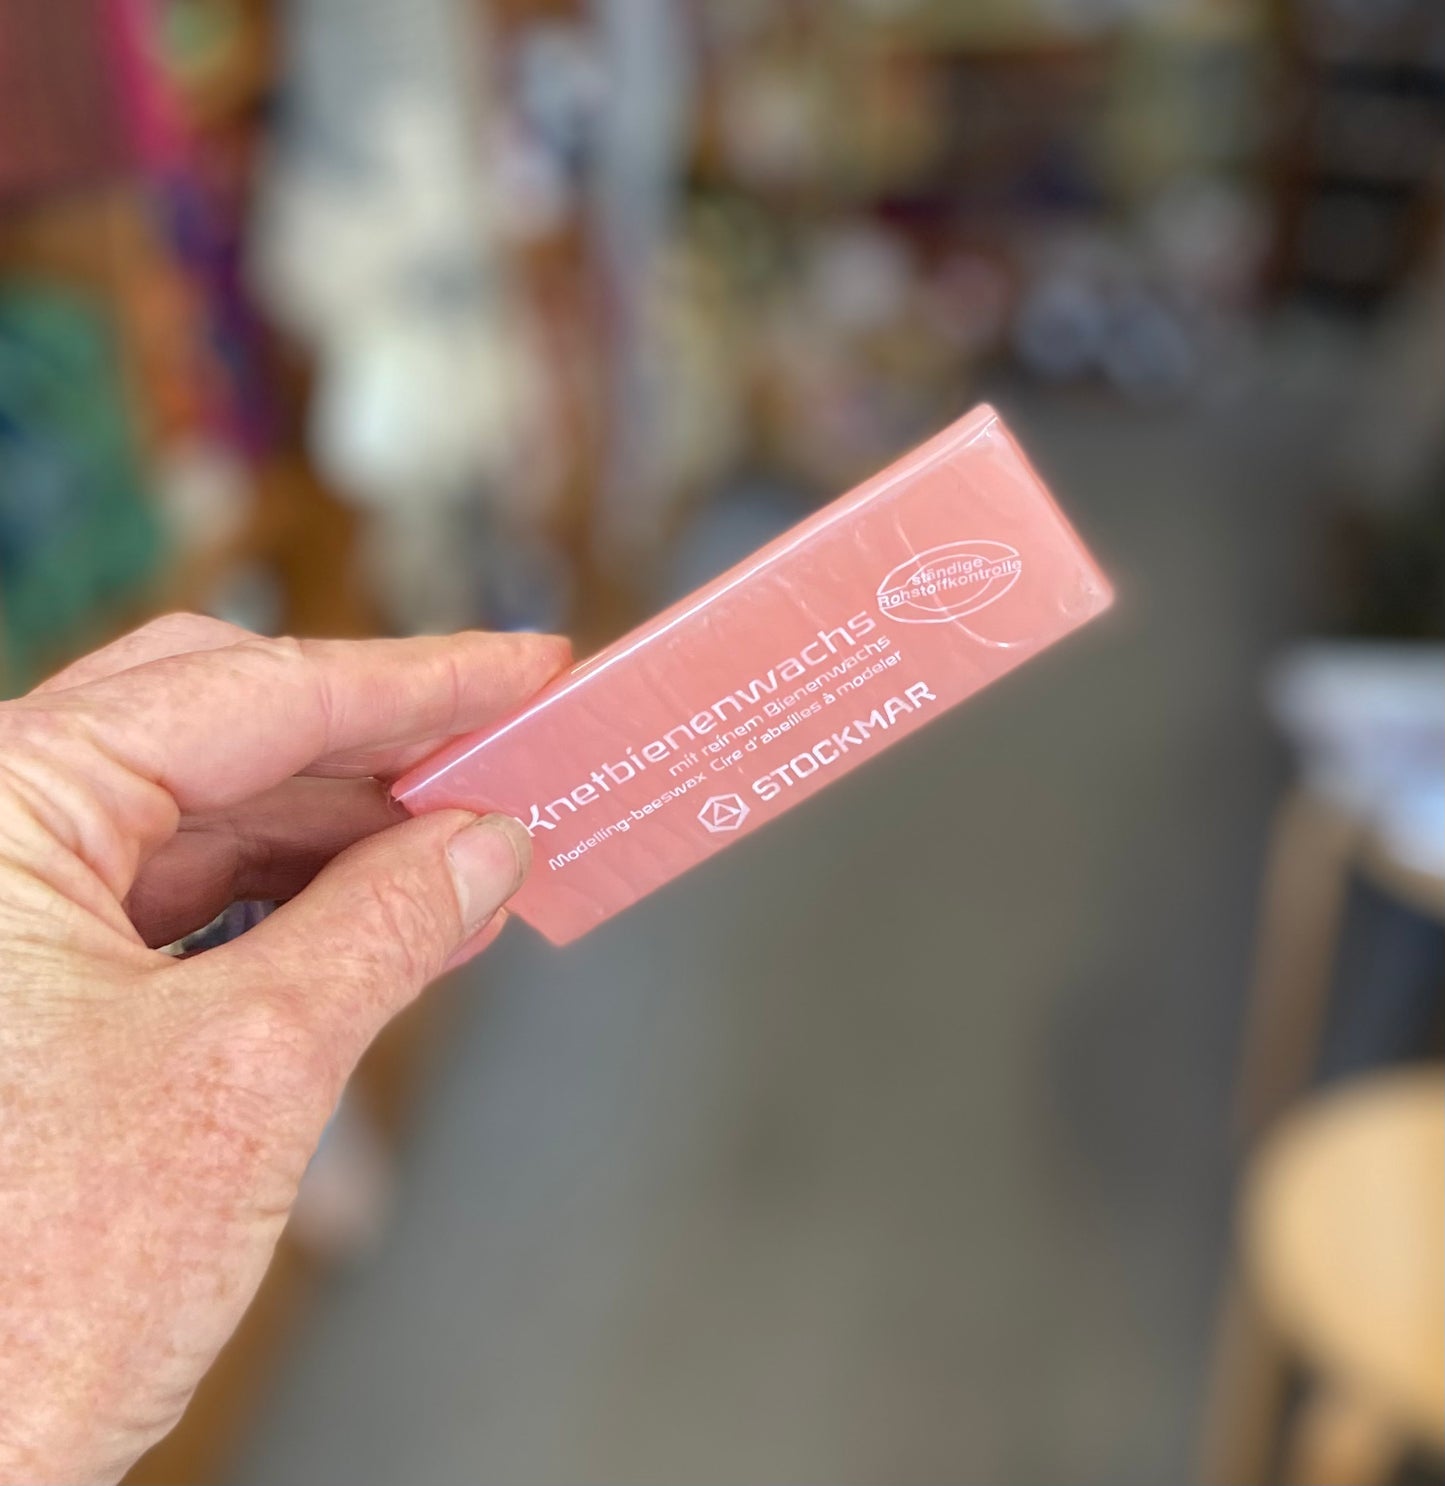 ständige
Rohstoffkontrolle
Knetbienenwachs
mit reinem Bienenwachs
Modelling-beeswax Cire d'abeilles à modeler
STOCKMAR